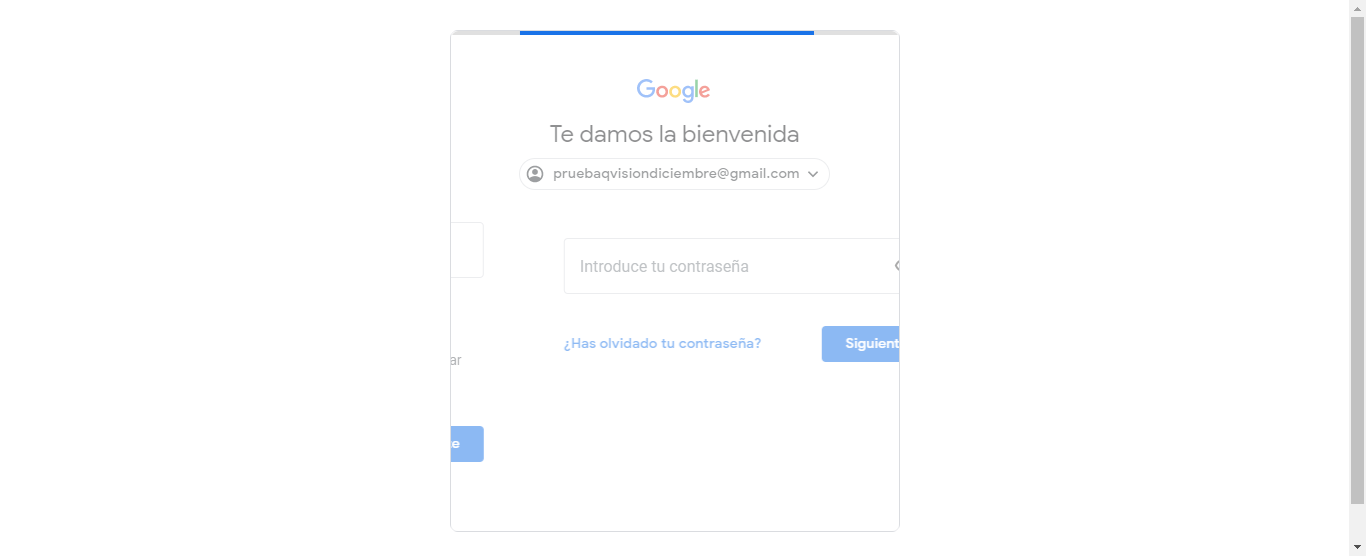 Google
Te damos la bienvenida
pruebaqvisiondiciembre@gmail.com
Introduce tu contraseña
¿Has olvidado tu contraseña?
Siguient
ar
e